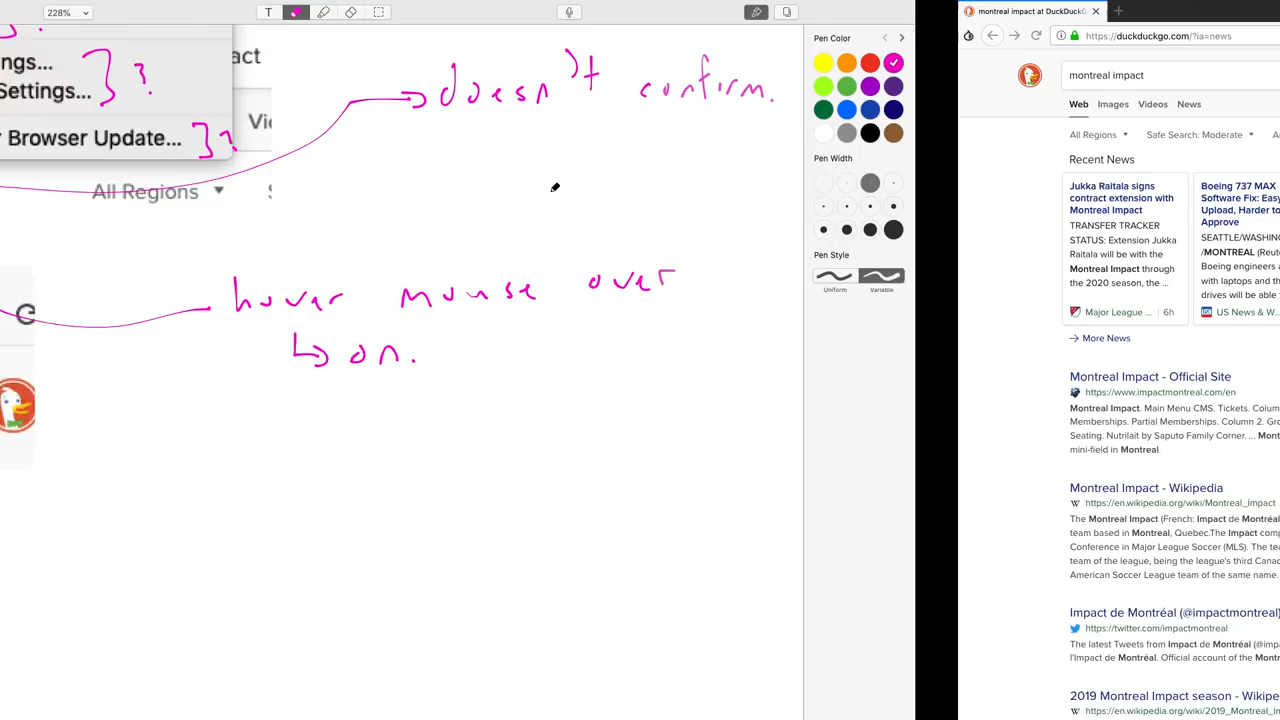 228%
T
ngs...
Settings...
}?
r Browser Update...
}?
act
Vi
All Regions
doesn't confirm.
hover mouse over
↳ on.
Pen Color
Pen Width
Pen Style
Uniform
Variable
montreal impact at DuckDuckG
https://duckduckgo.com/?ia=news
montreal impact
Web Images Videos News
All Regions Safe Search: Moderate A
Recent News
Jukka Raitala signs
contract extension with
Montreal Impact
TRANSFER TRACKER
STATUS: Extension Jukka
Raitala will be with the
Montreal Impact through
the 2020 season, the ...
Major League ... 6h
Boeing 737 MAX
Software Fix: Easy
Upload, Harder to
Approve
SEATTLE/WASHING
/MONTREAL (Reute
Boeing engineers a
with laptops and th
drives will be able t
US News & W...
More News
Montreal Impact - Official Site
https://www.impactmontreal.com/en
Montreal Impact. Main Menu CMS. Tickets. Colum
Memberships. Partial Memberships. Column 2. Gro
Seating. Nutrilait by Saputo Family Corner. ... Mont
mini-field in Montreal.
Montreal Impact - Wikipedia
https://en.wikipedia.org/wiki/Montreal_Impact
The Montreal Impact (French: Impact de Montréal
team based in Montreal, Quebec.The Impact comp
Conference in Major League Soccer (MLS). The tea
team of the league, being the league's third Canad
American Soccer League team of the same name.
Impact de Montréal (@impactmontreal)
https://twitter.com/impactmontreal
The latest Tweets from Impact de Montréal (@imp
l'Impact de Montréal. Official account of the Mont
2019 Montreal Impact season - Wikipe
https://en.wikipedia.org/wiki/2019_Montreal_Im